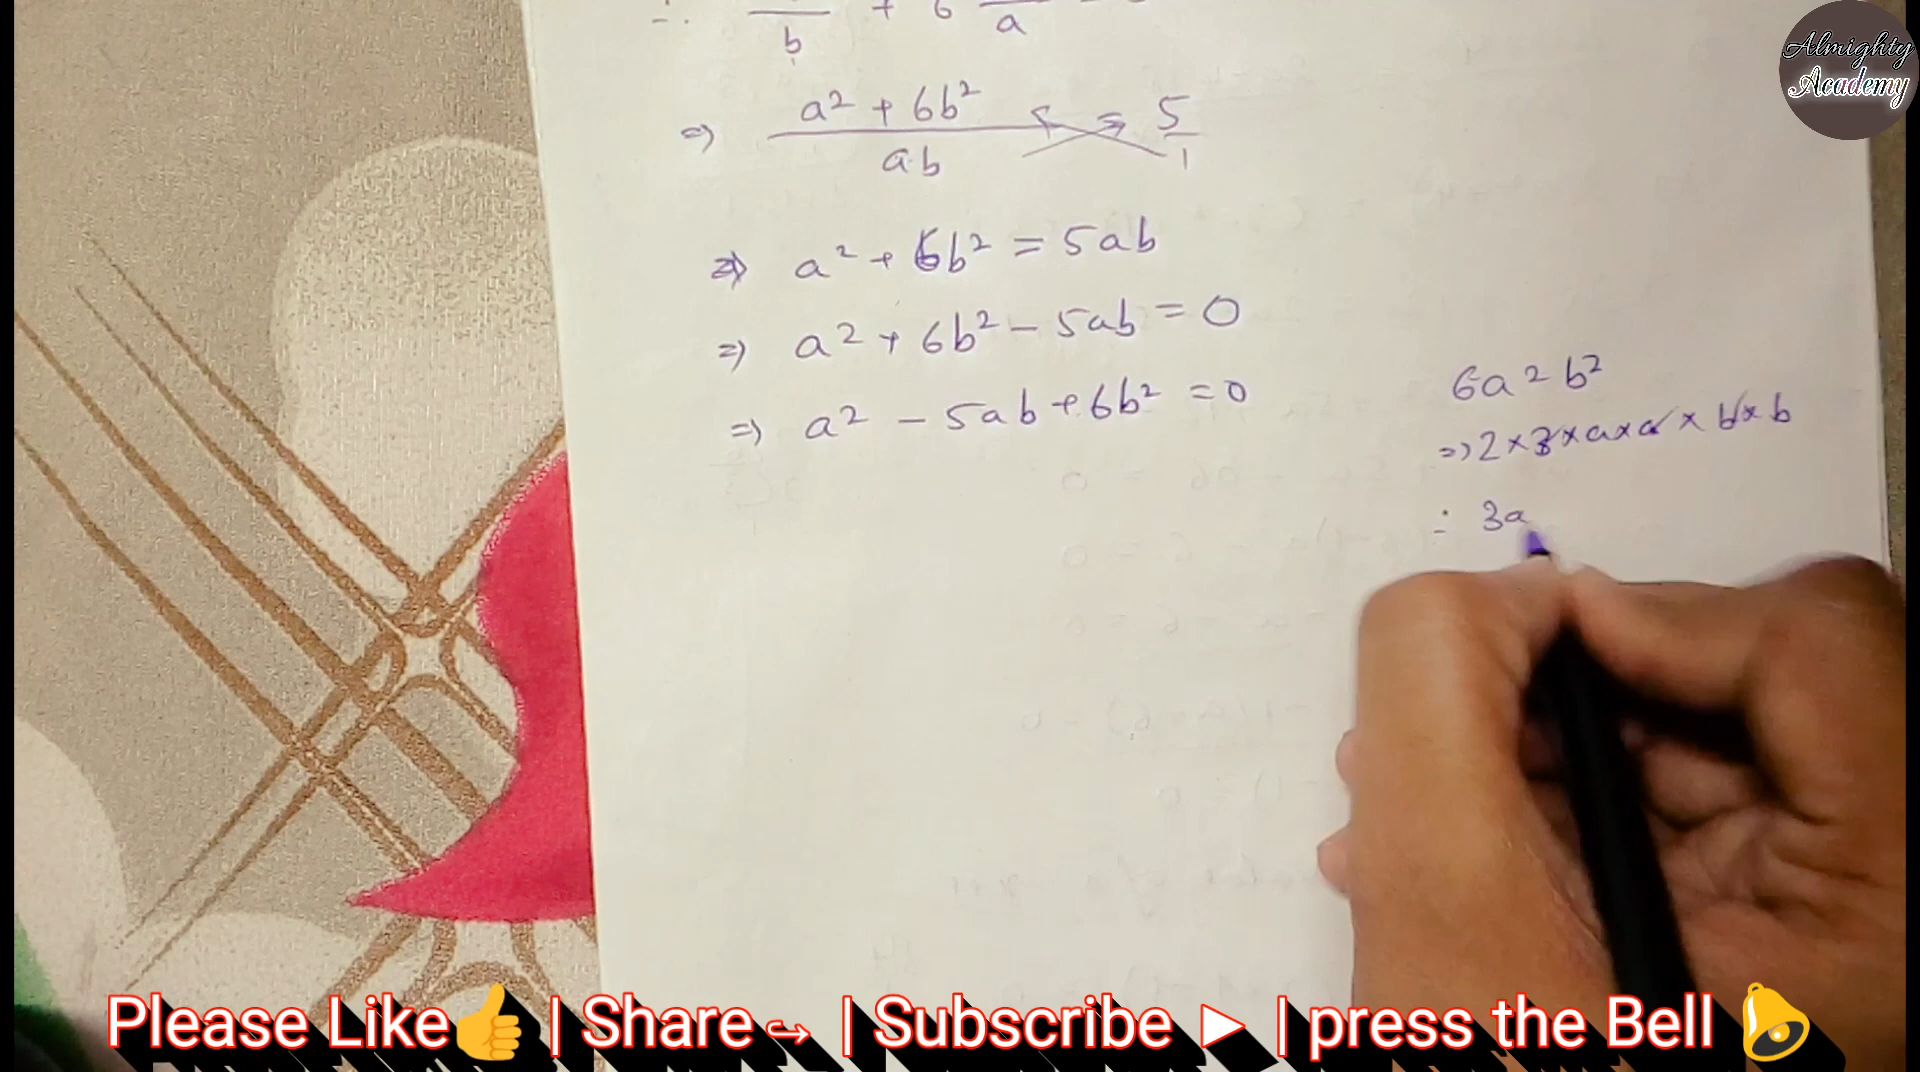 ∴ b + 6 a
Almighty
Academy
⇒ a² + 6b² / ab = 5 / 1
⇒ a² + 6b² = 5ab
⇒ a² + 6b² − 5ab = 0
⇒ a² − 5ab + 6b² = 0
6a²b²
⇒ 2 × 3 × a × a × b × b
∴ 3a
Please Like👍 | Share↪ | Subscribe ► | press the Bell 🔔